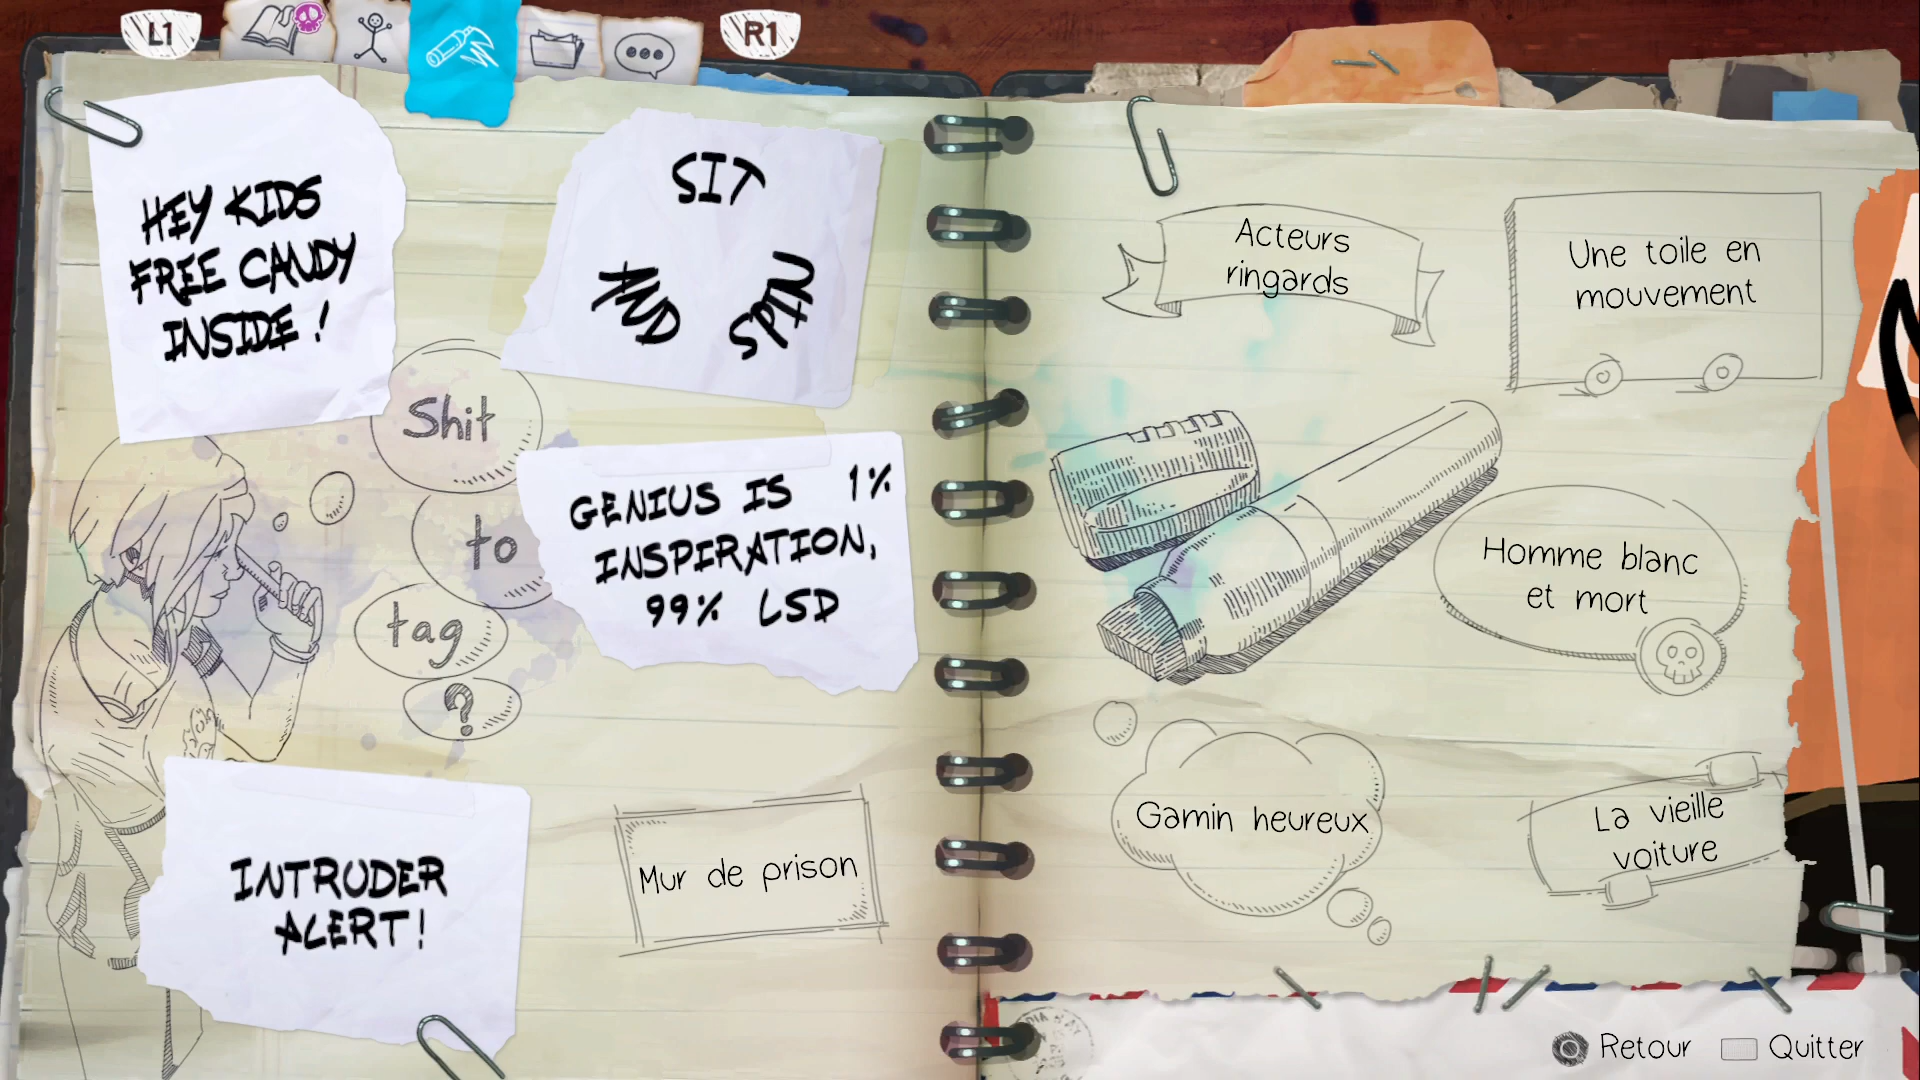 L1
R1
HEY KIDS
FREE CANDY
INSIDE !
SIT
AND
SPIN
Shit
to
tag
?
GENIUS IS 1%
INSPIRATION,
99% LSD
INTRUDER
ALERT!
Mur de prison
Acteurs
ringards
Une toile en
mouvement
Homme blanc
et mort
Gamin heureux
La vieille
voiture
Retour
Quitter